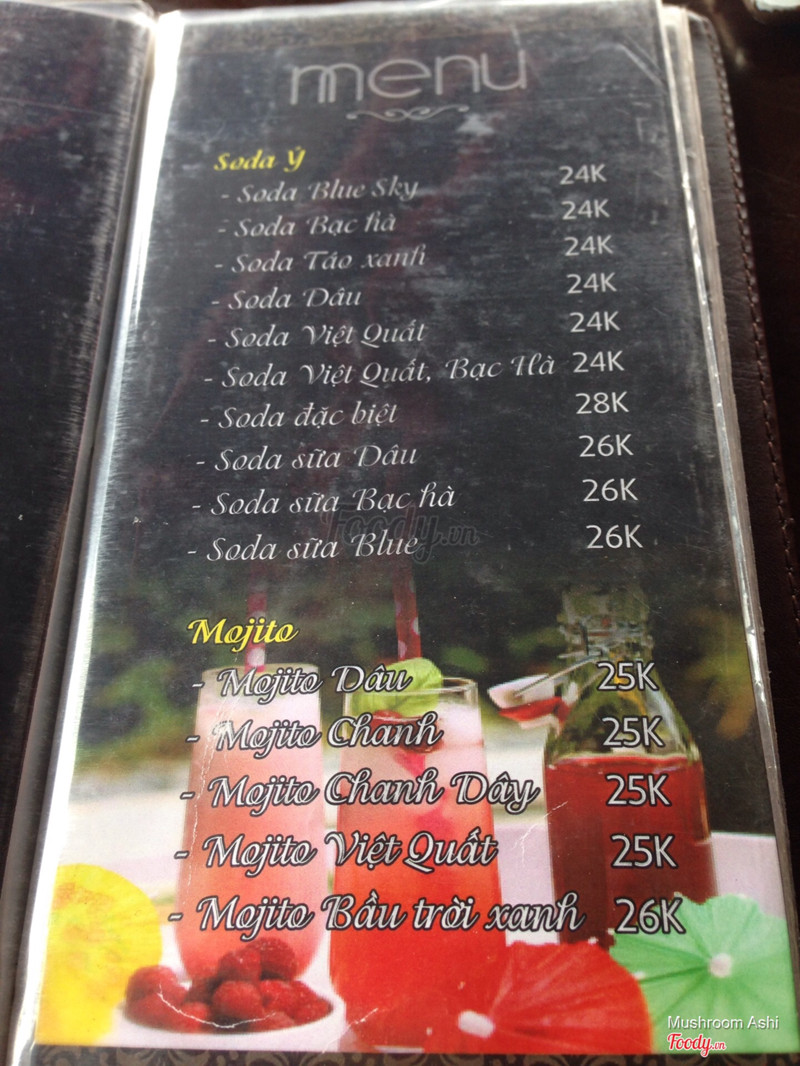 menu
Soda Ý
- Soda Blue Sky 24K
- Soda Bạc hà 24K
- Soda Táo xanh 24K
- Soda Dâu 24K
- Soda Việt Quất 24K
- Soda Việt Quất, Bạc Hà 24K
- Soda đặc biệt 28K
- Soda sữa Dâu 26K
- Soda sữa Bạc hà 26K
- Soda sữa Blue 26K
Foody.vn
Mojito
- Mojito Dâu 25K
- Mojito Chanh 25K
- Mojito Chanh Dây 25K
- Mojito Việt Quất 25K
- Mojito Bầu trời xanh 26K
Mushroom Ashi
Foody.vn